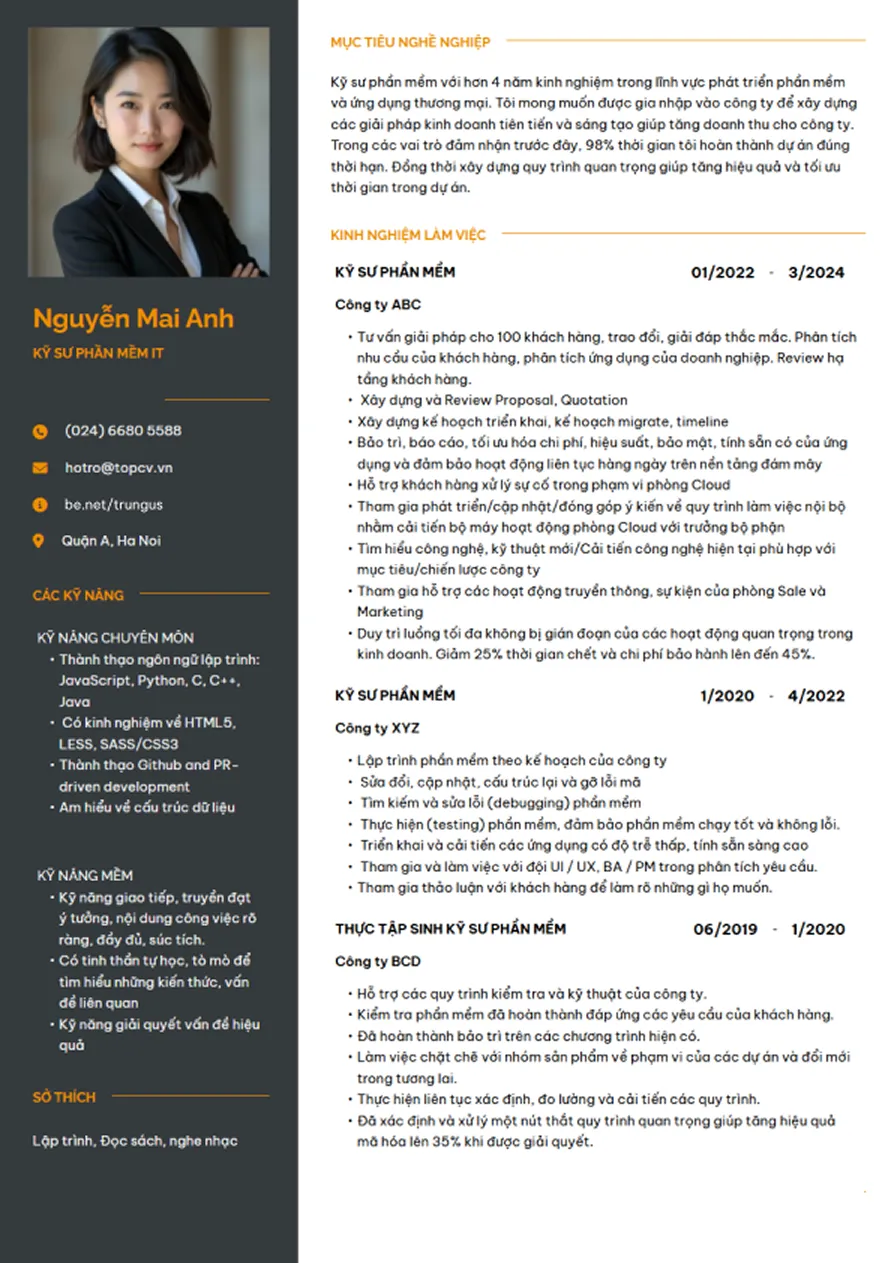 Nguyễn Mai Anh
KỸ SƯ PHẦN MỀM IT
(024) 6680 5588
hotro@topcv.vn
be.net/trungus
Quận A, Ha Noi
CÁC KỸ NĂNG
KỸ NĂNG CHUYÊN MÔN
• Thành thạo ngôn ngữ lập trình:
JavaScript, Python, C, C++,
Java
• Có kinh nghiệm về HTML5,
LESS, SASS/CSS3
• Thành thạo Github and PR-
driven development
• Am hiểu về cấu trúc dữ liệu
KỸ NĂNG MỀM
• Kỹ năng giao tiếp, truyền đạt
ý tưởng, nội dung công việc rõ
ràng, đầy đủ, súc tích.
• Có tinh thần tự học, tò mò để
tìm hiểu những kiến thức, vấn
đề liên quan
• Kỹ năng giải quyết vấn đề hiệu
quả
SỞ THÍCH
Lập trình, Đọc sách, nghe nhạc
MỤC TIÊU NGHỀ NGHIỆP
Kỹ sư phần mềm với hơn 4 năm kinh nghiệm trong lĩnh vực phát triển phần mềm
và ứng dụng thương mại. Tôi mong muốn được gia nhập vào công ty để xây dựng
các giải pháp kinh doanh tiên tiến và sáng tạo giúp tăng doanh thu cho công ty.
Trong các vai trò đảm nhận trước đây, 98% thời gian tôi hoàn thành dự án đúng
thời hạn. Đồng thời xây dựng quy trình quan trọng giúp tăng hiệu quả và tối ưu
thời gian trong dự án.
KINH NGHIỆM LÀM VIỆC
KỸ SƯ PHẦN MỀM 01/2022 - 3/2024
Công ty ABC
• Tư vấn giải pháp cho 100 khách hàng, trao đổi, giải đáp thắc mắc. Phân tích
nhu cầu của khách hàng, phân tích ứng dụng của doanh nghiệp. Review hạ
tầng khách hàng.
• Xây dựng và Review Proposal, Quotation
• Xây dựng kế hoạch triển khai, kế hoạch migrate, timeline
• Bảo trì, báo cáo, tối ưu hóa chi phí, hiệu suất, bảo mật, tính sẵn có của ứng
dụng và đảm bảo hoạt động liên tục hàng ngày trên nền tảng đám mây
• Hỗ trợ khách hàng xử lý sự cố trong phạm vi phòng Cloud
• Tham gia phát triển/cập nhật/đóng góp ý kiến về quy trình làm việc nội bộ
nhằm cải tiến bộ máy hoạt động phòng Cloud với trưởng bộ phận
• Tìm hiểu công nghệ, kỹ thuật mới/Cải tiến công nghệ hiện tại phù hợp với
mục tiêu/chiến lược công ty
• Tham gia hỗ trợ các hoạt động truyền thông, sự kiện của phòng Sale và
Marketing
• Duy trì luồng tối đa không bị gián đoạn của các hoạt động quan trọng trong
kinh doanh. Giảm 25% thời gian chết và chi phí bảo hành lên đến 45%.
KỸ SƯ PHẦN MỀM 1/2020 - 4/2022
Công ty XYZ
• Lập trình phần mềm theo kế hoạch của công ty
• Sửa đổi, cập nhật, cấu trúc lại và gỡ lỗi mã
• Tìm kiếm và sửa lỗi (debugging) phần mềm
• Thực hiện (testing) phần mềm, đảm bảo phần mềm chạy tốt và không lỗi.
• Triển khai và cải tiến các ứng dụng có độ trễ thấp, tính sẵn sàng cao
• Tham gia và làm việc với đội UI / UX, BA / PM trong phân tích yêu cầu.
• Tham gia thảo luận với khách hàng để làm rõ những gì họ muốn.
THỰC TẬP SINH KỸ SƯ PHẦN MỀM 06/2019 - 1/2020
Công ty BCD
• Hỗ trợ các quy trình kiểm tra và kỹ thuật của công ty.
• Kiểm tra phần mềm đã hoàn thành đáp ứng các yêu cầu của khách hàng.
• Đã hoàn thành bảo trì trên các chương trình hiện có.
• Làm việc chặt chẽ với nhóm sản phẩm về phạm vi của các dự án và đổi mới
trong tương lai.
• Thực hiện liên tục xác định, đo lường và cải tiến các quy trình.
• Đã xác định và xử lý một nút thắt quy trình quan trọng giúp tăng hiệu quả
mã hóa lên 35% khi được giải quyết.